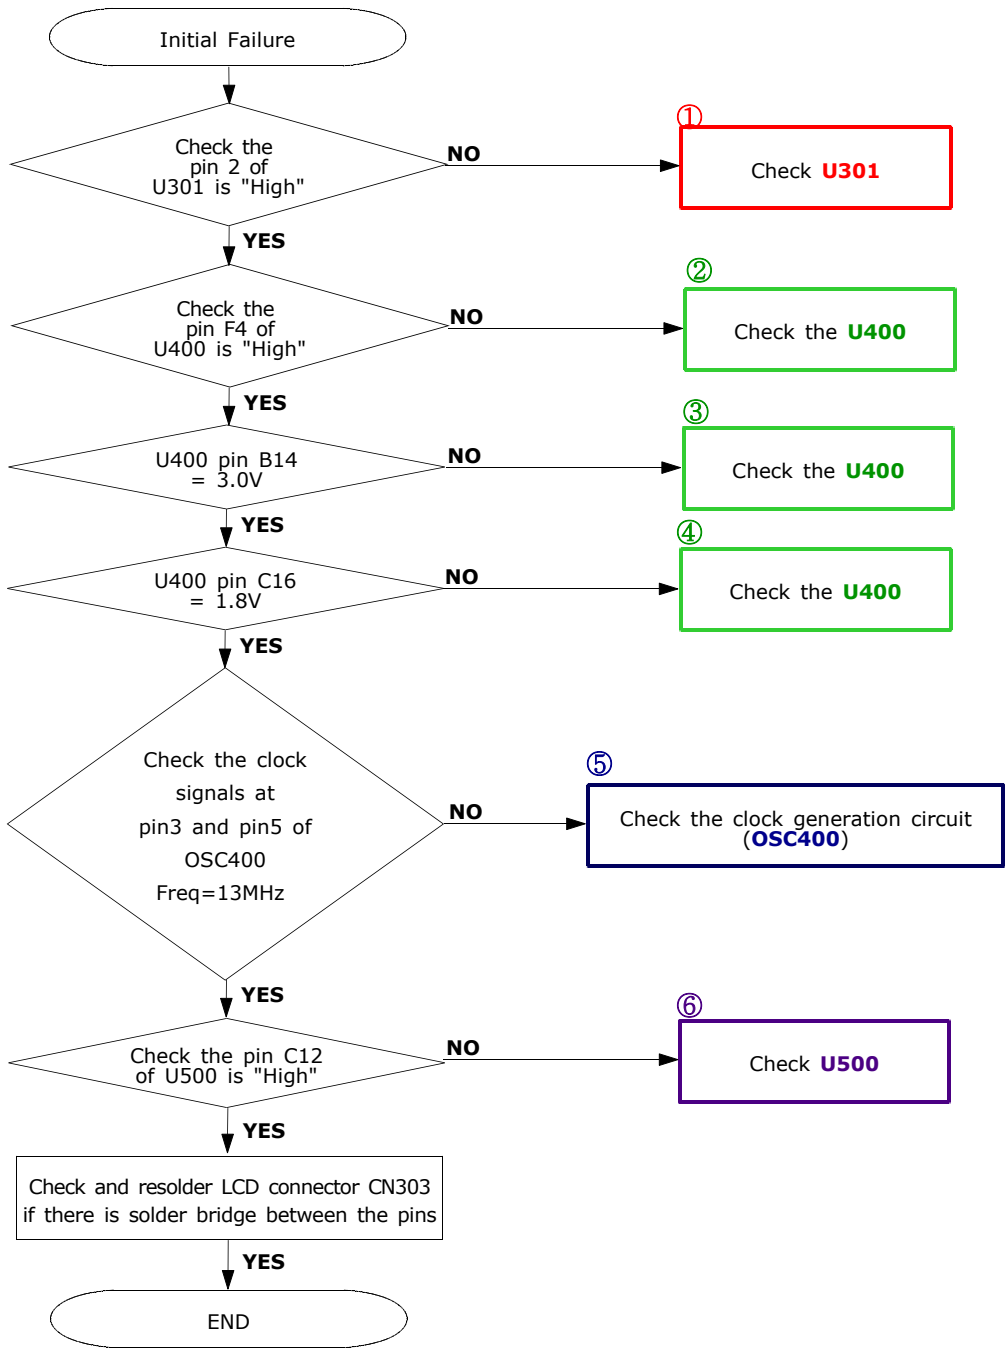 Initial Failure
Check the
pin 2 of
U301 is "High"
NO
①
Check U301
YES
Check the
pin F4 of
U400 is "High"
NO
②
Check the U400
YES
U400 pin B14
= 3.0V
NO
③
Check the U400
YES
U400 pin C16
= 1.8V
NO
④
Check the U400
YES
Check the clock
signals at
pin3 and pin5 of
OSC400
Freq=13MHz
NO
⑤
Check the clock generation circuit
(OSC400)
YES
Check the pin C12
of U500 is "High"
NO
⑥
Check U500
YES
Check and resolder LCD connector CN303
if there is solder bridge between the pins
YES
END